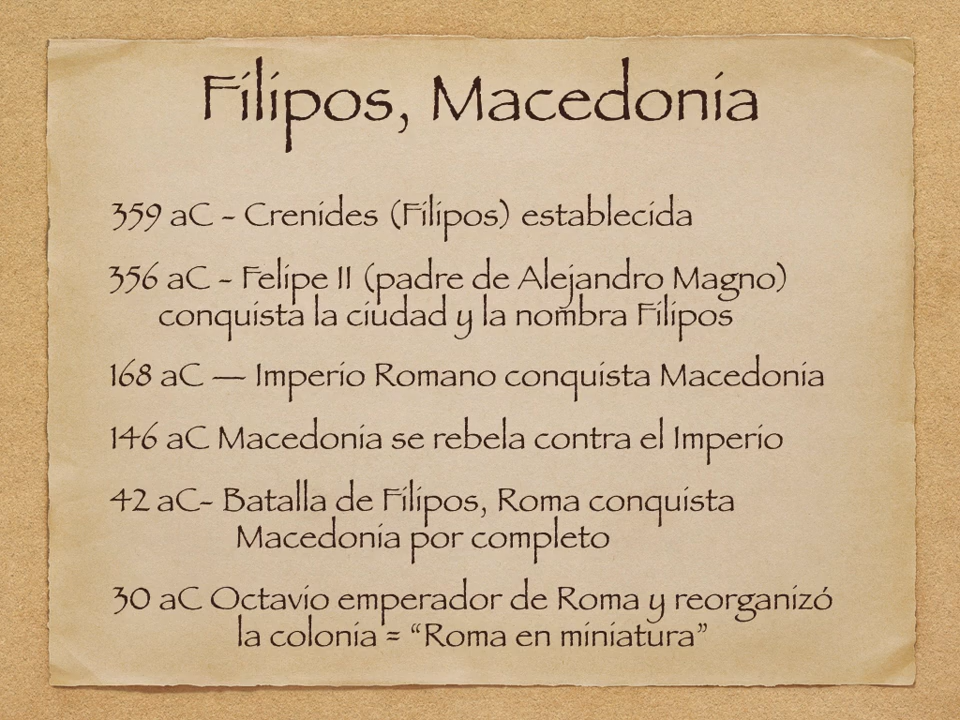 Filipos, Macedonia
359 aC - Crenides (Filipos) establecida
356 aC - Felipe II (padre de Alejandro Magno)
conquista la ciudad y la nombra Filipos
168 aC — Imperio Romano conquista Macedonia
146 aC Macedonia se rebela contra el Imperio
42 aC- Batalla de Filipos, Roma conquista
Macedonia por completo
30 aC Octavio emperador de Roma y reorganizó
la colonia = “Roma en miniatura”